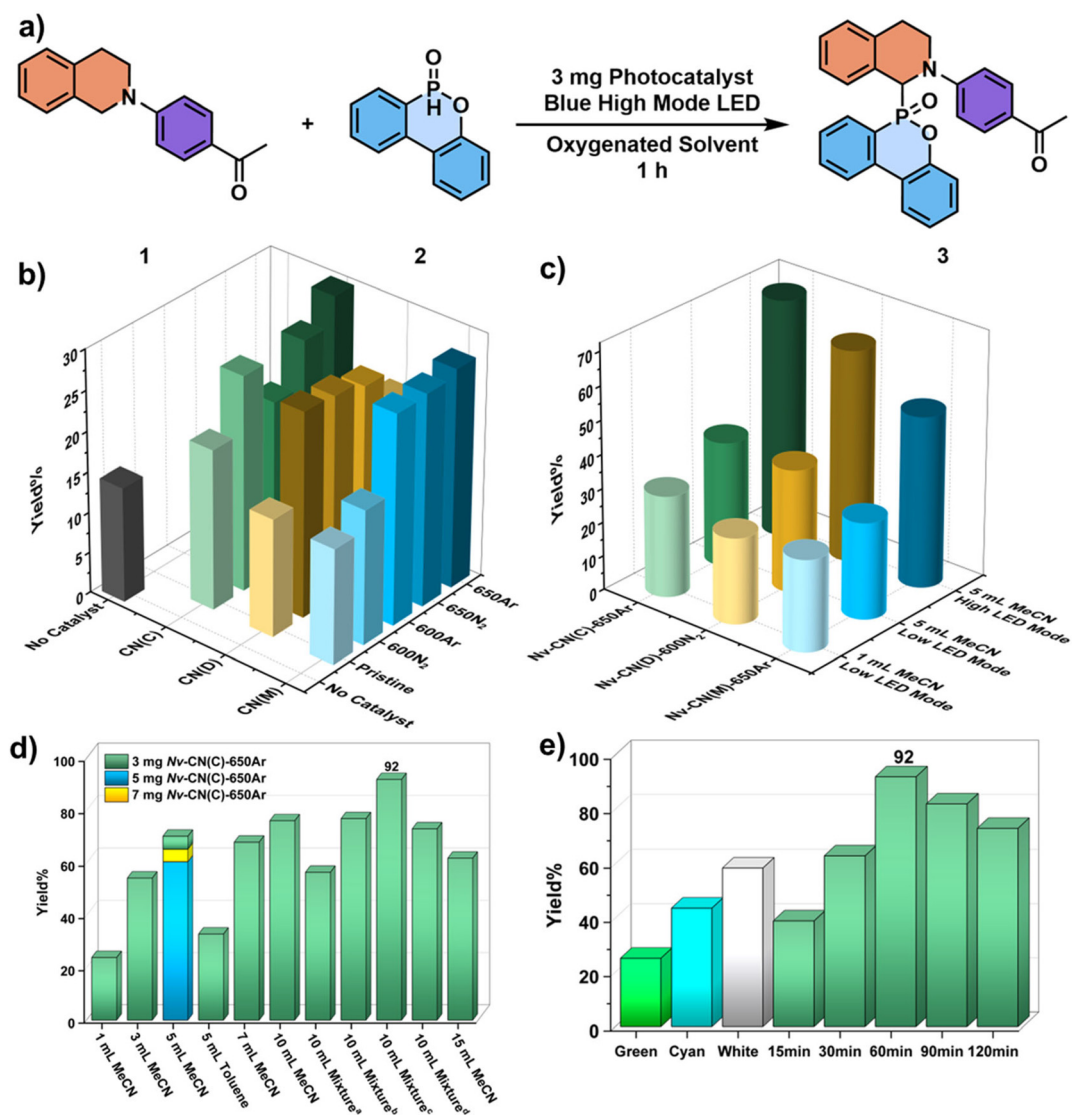 a)
N
O
+
O
P
H
O
3 mg Photocatalyst
Blue High Mode LED
Oxygenated Solvent
1 h
N
P
O
O
O
1
2
3
b)
Yield%
30
25
20
15
10
5
0
No Catalyst
CN(C)
CN(D)
CN(M)
No Catalyst
Pristine
600N₂
600Ar
650N₂
650Ar
c)
Yield%
70
60
50
40
30
20
10
0
Nv-CN(C)-650Ar
Nv-CN(D)-600N₂
Nv-CN(M)-650Ar
1 mL MeCN
Low LED Mode
5 mL MeCN
Low LED Mode
5 mL MeCN
High LED Mode
d)
Yield%
100
80
60
40
20
0
3 mg Nv-CN(C)-650Ar
5 mg Nv-CN(C)-650Ar
7 mg Nv-CN(C)-650Ar
92
1 mL MeCN
3 mL MeCN
5 mL MeCN
5 mL Toluene
7 mL MeCN
10 mL MeCN
10 mL Mixtureᵃ
10 mL Mixtureᵇ
10 mL Mixtureᶜ
10 mL Mixtureᵈ
15 mL MeCN
e)
Yield%
100
80
60
40
20
0
92
Green
Cyan
White
15min
30min
60min
90min
120min